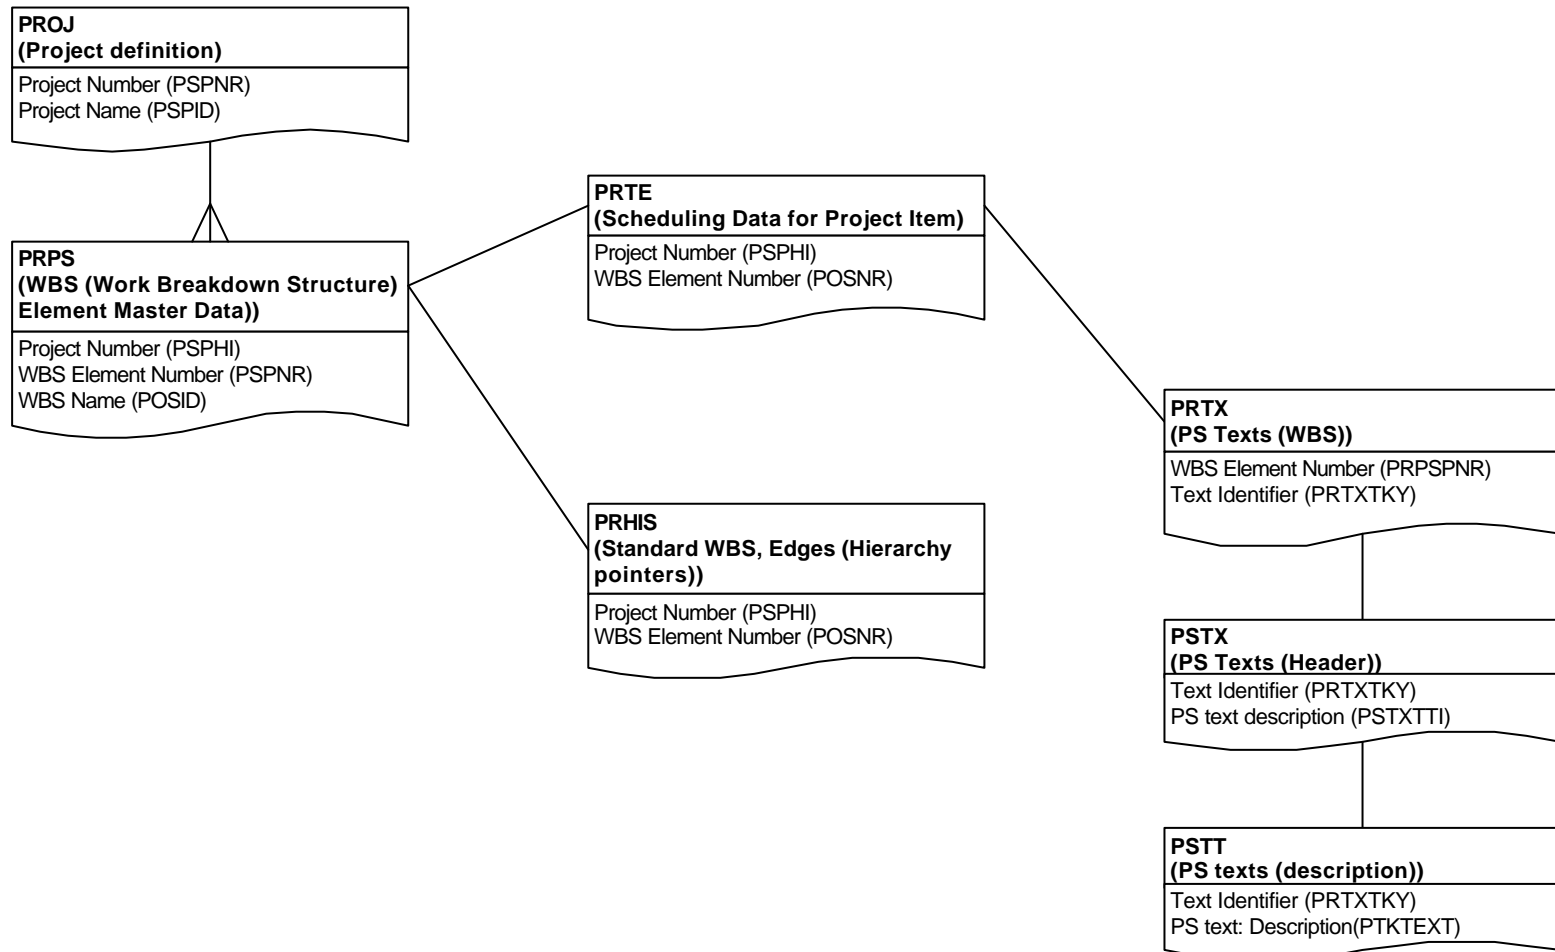 PROJ
(Project definition)
Project Number (PSPNR)
Project Name (PSPID)
PRPS
(WBS (Work Breakdown Structure)
Element Master Data))
Project Number (PSPHI)
WBS Element Number (PSPNR)
WBS Name (POSID)
PRTE
(Scheduling Data for Project Item)
Project Number (PSPHI)
WBS Element Number (POSNR)
PRHIS
(Standard WBS, Edges (Hierarchy
pointers))
Project Number (PSPHI)
WBS Element Number (POSNR)
PRTX
(PS Texts (WBS))
WBS Element Number (PRPSPNR)
Text Identifier (PRTXTKY)
PSTX
(PS Texts (Header))
Text Identifier (PRTXTKY)
PS text description (PSTXTTI)
PSTT
(PS texts (description))
Text Identifier (PRTXTKY)
PS text: Description(PTKTEXT)